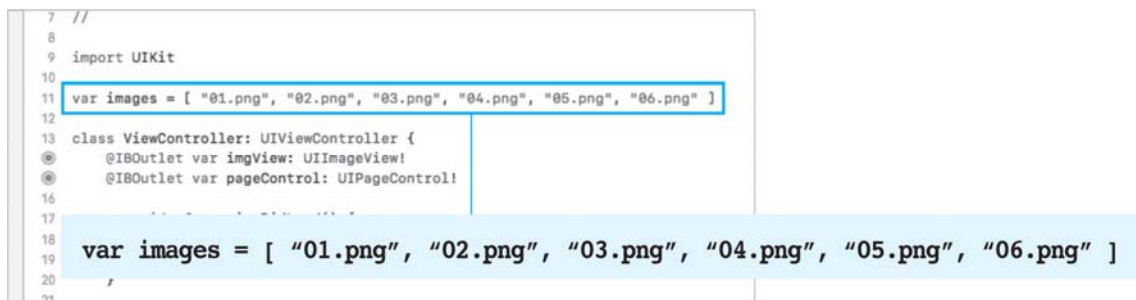 7 //
8
9 import UIKit
10
11 var images = [ "01.png", "02.png", "03.png", "04.png", "05.png", "06.png" ]
12
13 class ViewController: UIViewController {
@IBOutlet var imgView: UIImageView!
@IBOutlet var pageControl: UIPageControl!
16
17
18
var images = [ “01.png”, “02.png”, “03.png”, “04.png”, “05.png”, “06.png” ]
19
20 }
21